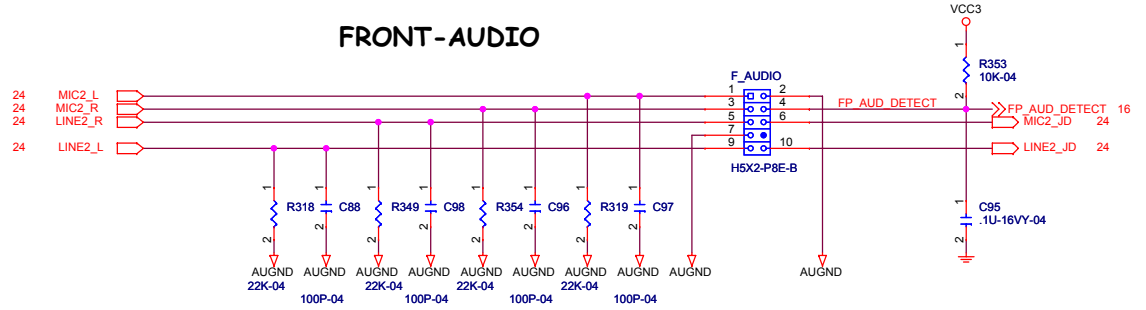 VCC3
FRONT-AUDIO
1
R353
10K-04
2
F_AUDIO
24 MIC2_L 1 2
24 MIC2_R 3 4 FP_AUD_DETECT FP_AUD_DETECT 16
24 LINE2_R 5 6 MIC2_JD 24
7
24 LINE2_L 9 10 LINE2_JD 24
H5X2-P8E-B
1 1 1 1 1 1 1 1 1
R318 C88 R349 C98 R354 C96 R319 C97 C95
.1U-16VY-04
2 2 2 2 2 2 2 2 2
AUGND AUGND AUGND AUGND AUGND AUGND AUGND AUGND AUGND AUGND
22K-04 22K-04 22K-04 22K-04
100P-04 100P-04 100P-04 100P-04